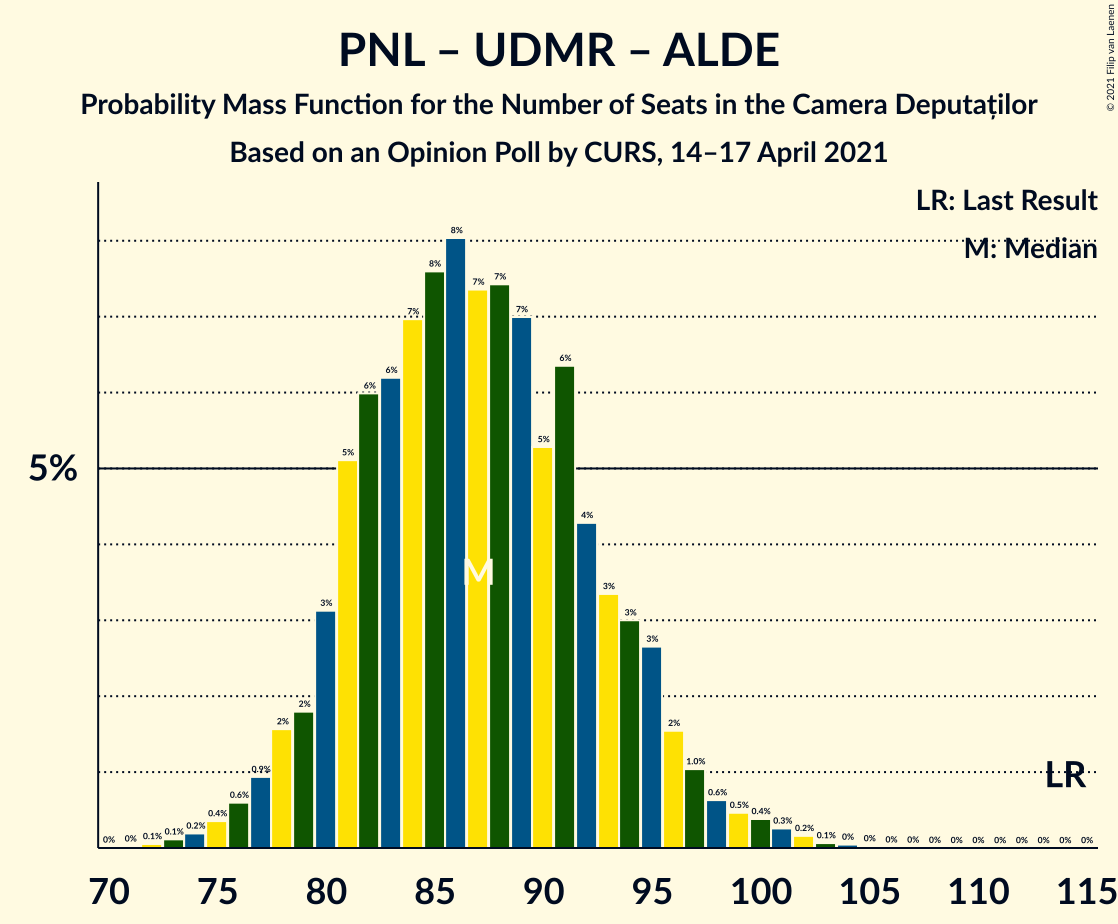 PNL – UDMR – ALDE
Probability Mass Function for the Number of Seats in the Camera Deputaților
Based on an Opinion Poll by CURS, 14–17 April 2021
© 2021 Filip van Laenen
LR: Last Result
M: Median
5%
0% 0% 0.1% 0.1% 0.2% 0.4% 0.6% 0.9% 2% 2% 3% 5% 6% 6% 7% 8% 8% 7% 7% 7% 5% 6% 4% 3% 3% 3% 2% 1.0% 0.6% 0.5% 0.4% 0.3% 0.2% 0.1% 0% 0% 0% 0% 0% 0% 0% 0% 0% 0% 0% 0%
M
LR
70 75 80 85 90 95 100 105 110 115